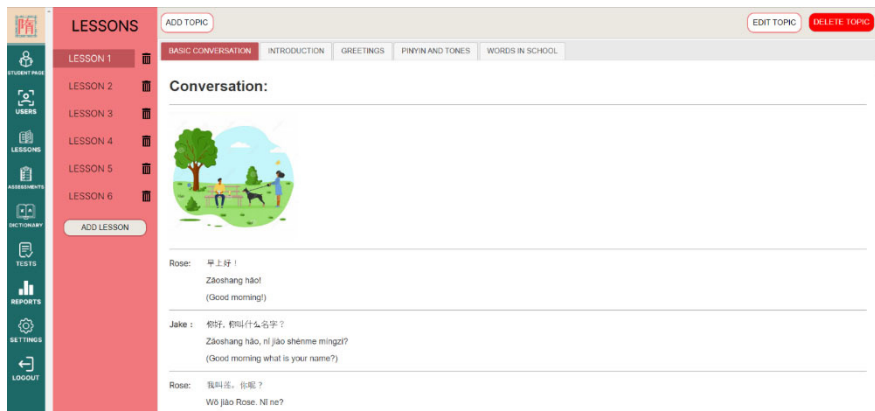 LESSONS
ADD TOPIC
EDIT TOPIC
DELETE TOPIC
STUDENT PAGE
USERS
LESSONS
ASSESSMENTS
DICTIONARY
TESTS
REPORTS
SETTINGS
LOGOUT
LESSON 1
LESSON 2
LESSON 3
LESSON 4
LESSON 5
LESSON 6
ADD LESSON
BASIC CONVERSATION
INTRODUCTION
GREETINGS
PINYIN AND TONES
WORDS IN SCHOOL
Conversation:
Rose: 早上好！
Zǎoshang hǎo!
(Good morning!)
Jake : 你好, 你叫什么名字？
Zǎoshang hǎo, nǐ jiào shénme míngzì?
(Good morning what is your name?)
Rose: 我叫 你呢？
Wǒ jiào Rose. Nǐ ne?